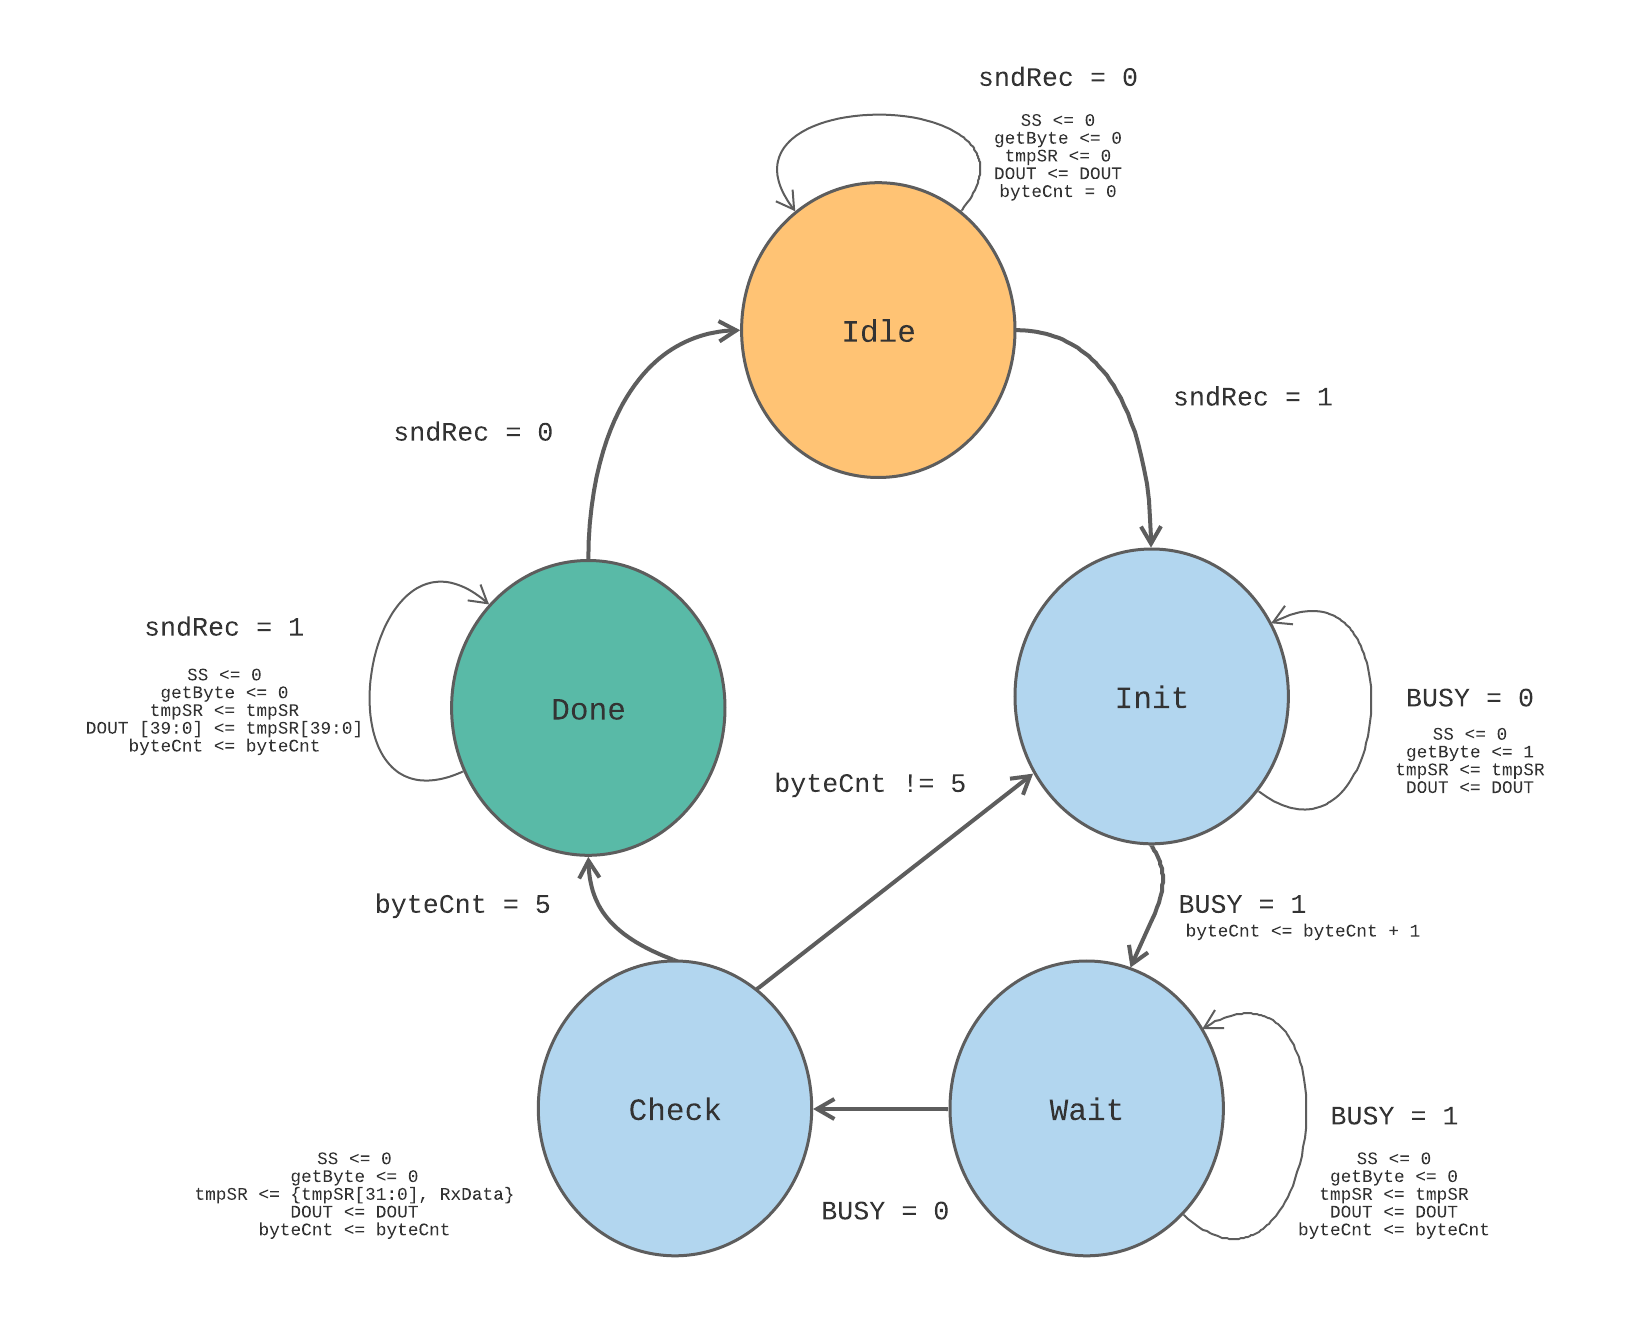 sndRec = 0
SS <= 0
getByte <= 0
tmpSR <= 0
DOUT <= DOUT
byteCnt = 0
Idle
sndRec = 1
sndRec = 0
sndRec = 1
SS <= 0
getByte <= 0
tmpSR <= tmpSR
DOUT [39:0] <= tmpSR[39:0]
byteCnt <= byteCnt
Done
Init
BUSY = 0
SS <= 0
getByte <= 1
tmpSR <= tmpSR
DOUT <= DOUT
byteCnt != 5
byteCnt = 5
BUSY = 1
byteCnt <= byteCnt + 1
Check
Wait
BUSY = 1
SS <= 0
getByte <= 0
tmpSR <= tmpSR
DOUT <= DOUT
byteCnt <= byteCnt
SS <= 0
getByte <= 0
tmpSR <= {tmpSR[31:0], RxData}
DOUT <= DOUT
byteCnt <= byteCnt
BUSY = 0